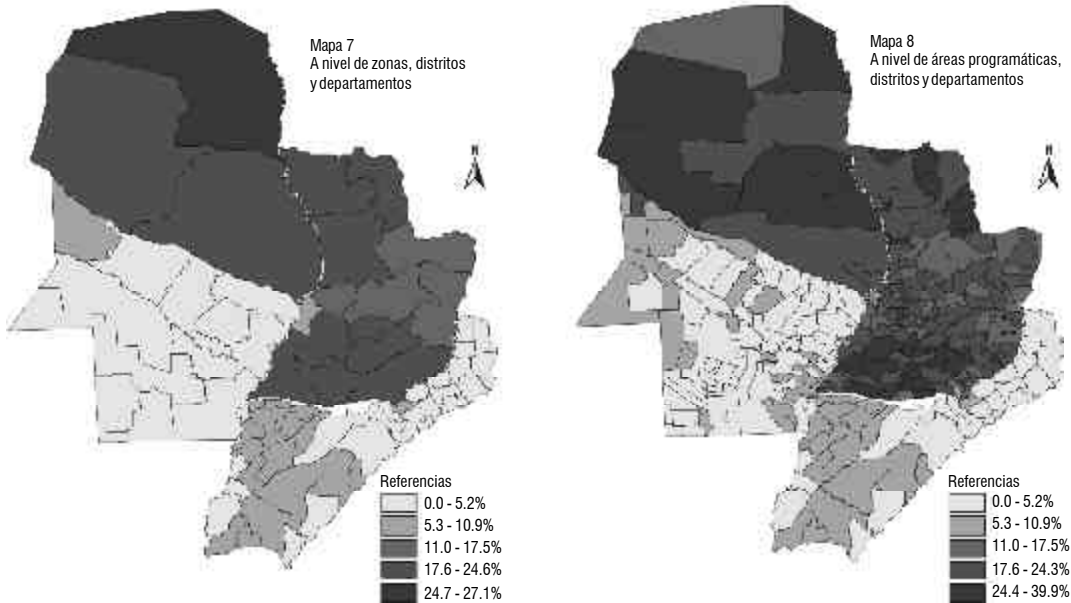 Mapa 7
A nivel de zonas, distritos
y departamentos
N
Referencias
0.0 - 5.2%
5.3 - 10.9%
11.0 - 17.5%
17.6 - 24.6%
24.7 - 27.1%
Mapa 8
A nivel de áreas programáticas,
distritos y departamentos
N
Referencias
0.0 - 5.2%
5.3 - 10.9%
11.0 - 17.5%
17.6 - 24.3%
24.4 - 39.9%